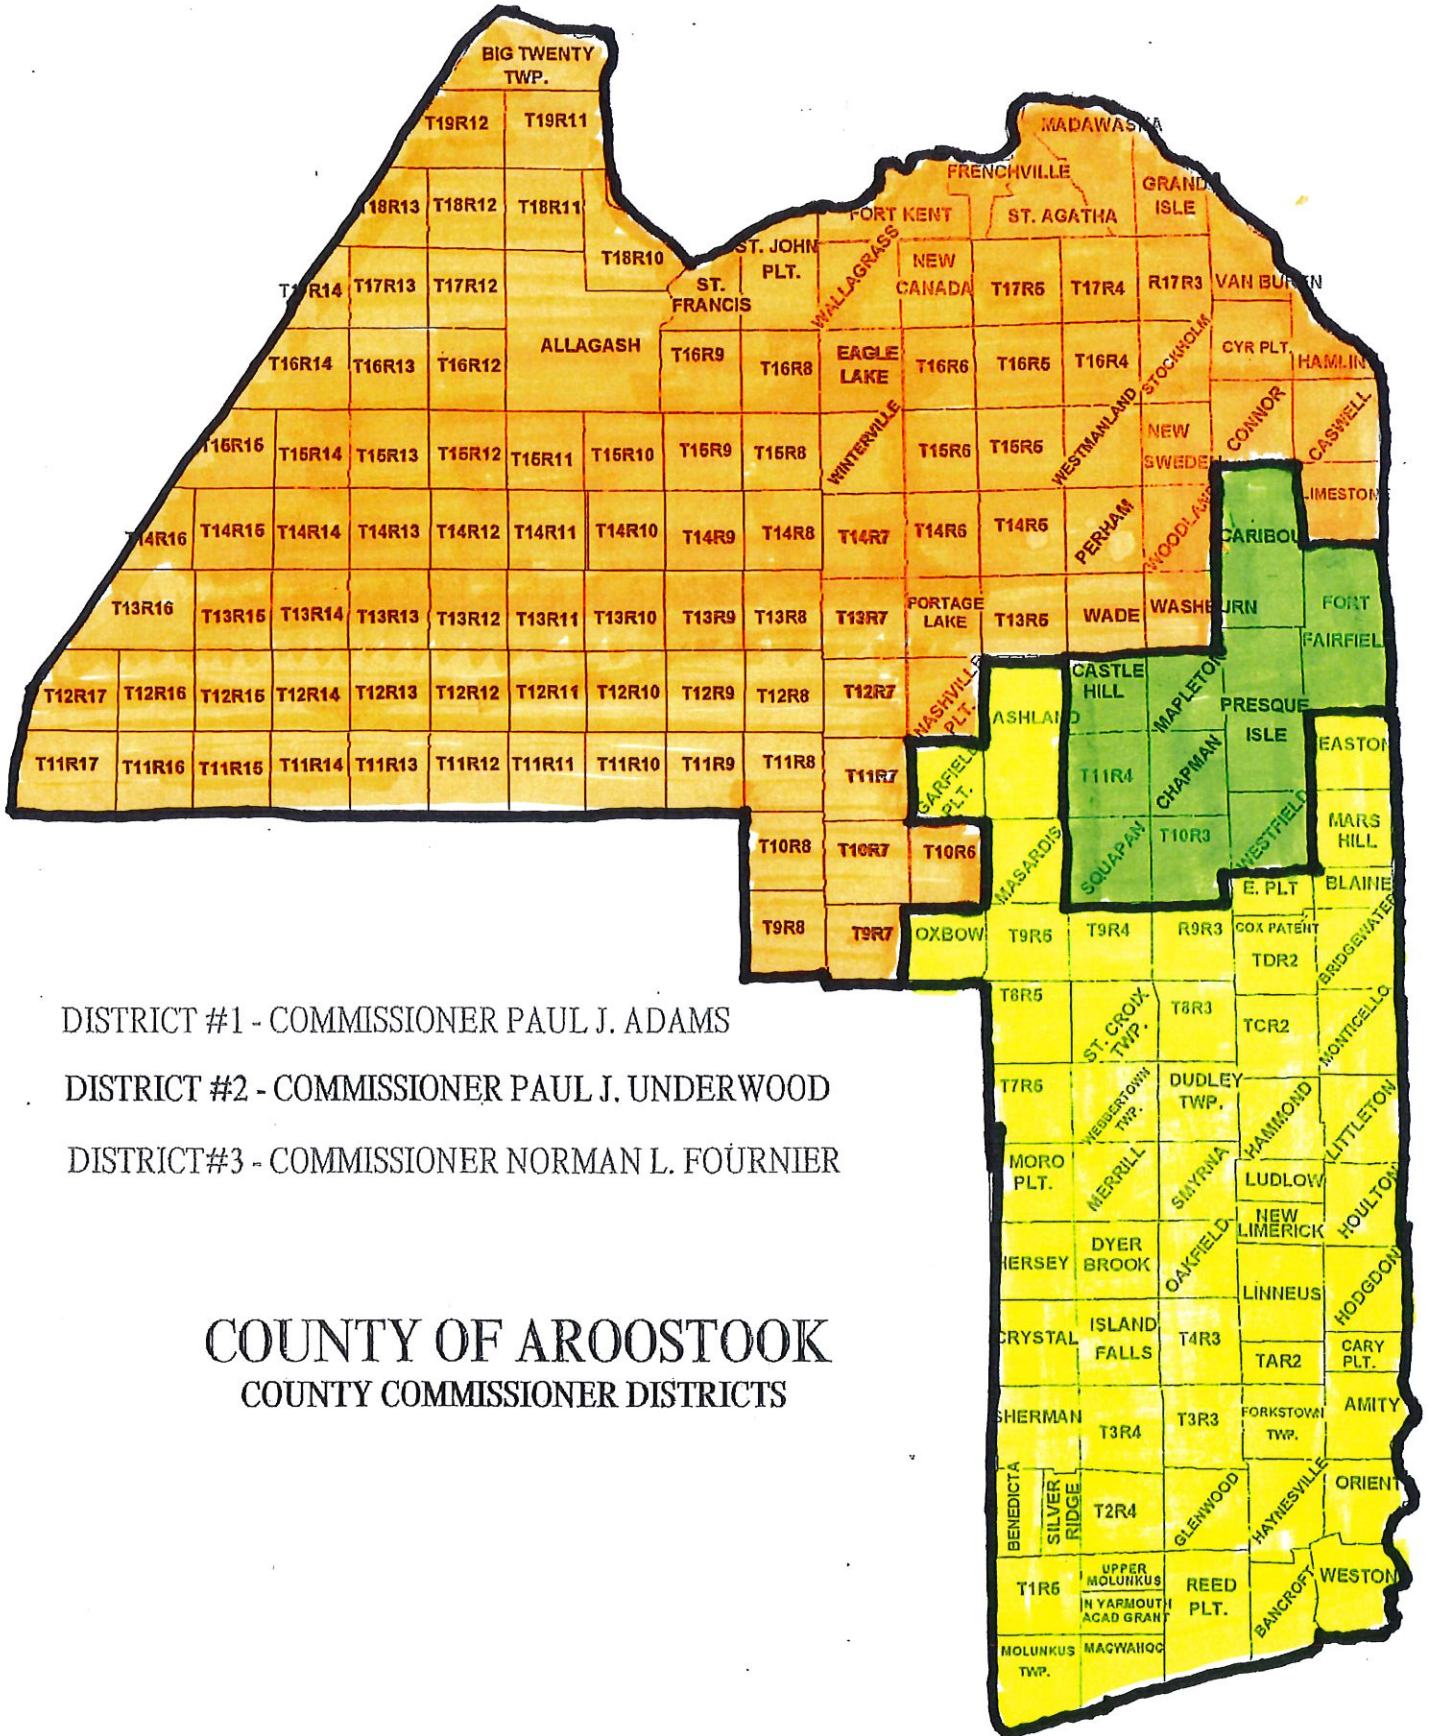 BIG TWENTY
TWP.
T19R12 T19R11
MADAWASKA
FRENCHVILLE
GRAND
ISLE
T18R12 T18R11
FORT KENT
ST. AGATHA
T18R10
ST. JOHN
PLT.
WALLAGRASS
NEW
CANADA
T17R13 T17R12
ST.
FRANCIS
T17R5 T17R4 R17R3 VAN BUREN
ALLAGASH
T16R14 T16R13 T16R12
T16R9 T16R8
EAGLE
LAKE
T16R6 T16R5 T16R4
STOCKHOLM
CYR PLT.
HAMLIN
T15R15 T15R14 T15R13 T15R12 T15R11 T15R10 T15R9 T15R8
WINTERVILLE
T15R6 T15R5
WESTMANLAND
NEW
SWEDEN
CONNOR
CASWELL
LIMESTONE
T14R16 T14R15 T14R14 T14R13 T14R12 T14R11 T14R10 T14R9 T14R8 T14R7 T14R6 T14R5
PERHAM
WOODLAND
CARIBOU
T13R16 T13R15 T13R14 T13R13 T13R12 T13R11 T13R10 T13R9 T13R8 T13R7
PORTAGE
LAKE
T13R5 WADE WASHBURN
FORT
FAIRFIELD
T12R17 T12R16 T12R15 T12R14 T12R13 T12R12 T12R11 T12R10 T12R9 T12R8 T12R7
NASHVILLE
PLT.
ASHLAND
CASTLE
HILL
MAPLETON
PRESQUE
ISLE
EASTON
T11R17 T11R16 T11R15 T11R14 T11R13 T11R12 T11R11 T11R10 T11R9 T11R8 T11R7
GARFIELD
PLT.
T11R4
CHAPMAN
MARS
HILL
T10R8 T10R7 T10R6
MASARDIS
SQUAPAN
T10R3
WESTFIELD
E. PLT
BLAINE
T9R8 T9R7 OXBOW T9R5 T9R4 R9R3
COX PATENT
TDR2
BRIDGEWATER
T8R5
ST. CROIX
TWP.
T8R3
TCR2
MONTICELLO
DISTRICT #1 - COMMISSIONER PAUL J. ADAMS
DISTRICT #2 - COMMISSIONER PAUL J. UNDERWOOD
DISTRICT#3 - COMMISSIONER NORMAN L. FOURNIER
WEBBERTOWN
TWP.
DUDLEY
TWP.
HAMMOND
LITTLETON
MORO
PLT.
MERRILL
SMYRNA
LUDLOW
NEW
LIMERICK
HOULTON
HERSEY
DYER
BROOK
OAKFIELD
LINNEUS
HODGDON
COUNTY OF AROOSTOOK
COUNTY COMMISSIONER DISTRICTS
CRYSTAL
ISLAND
FALLS
T4R3
TAR2
CARY
PLT.
SHERMAN
T3R4
T3R3
FORKSTOWN
TWP.
AMITY
BENEDICTA
SILVER
RIDGE
T2R4
GLENWOOD
HAYNESVILLE
ORIENT
T1R5
UPPER
MOLUNKUS
N YARMOUTH
ACAD GRANT
REED
PLT.
BANCROFT
WESTON
MOLUNKUS
TWP.
MACWAHOC